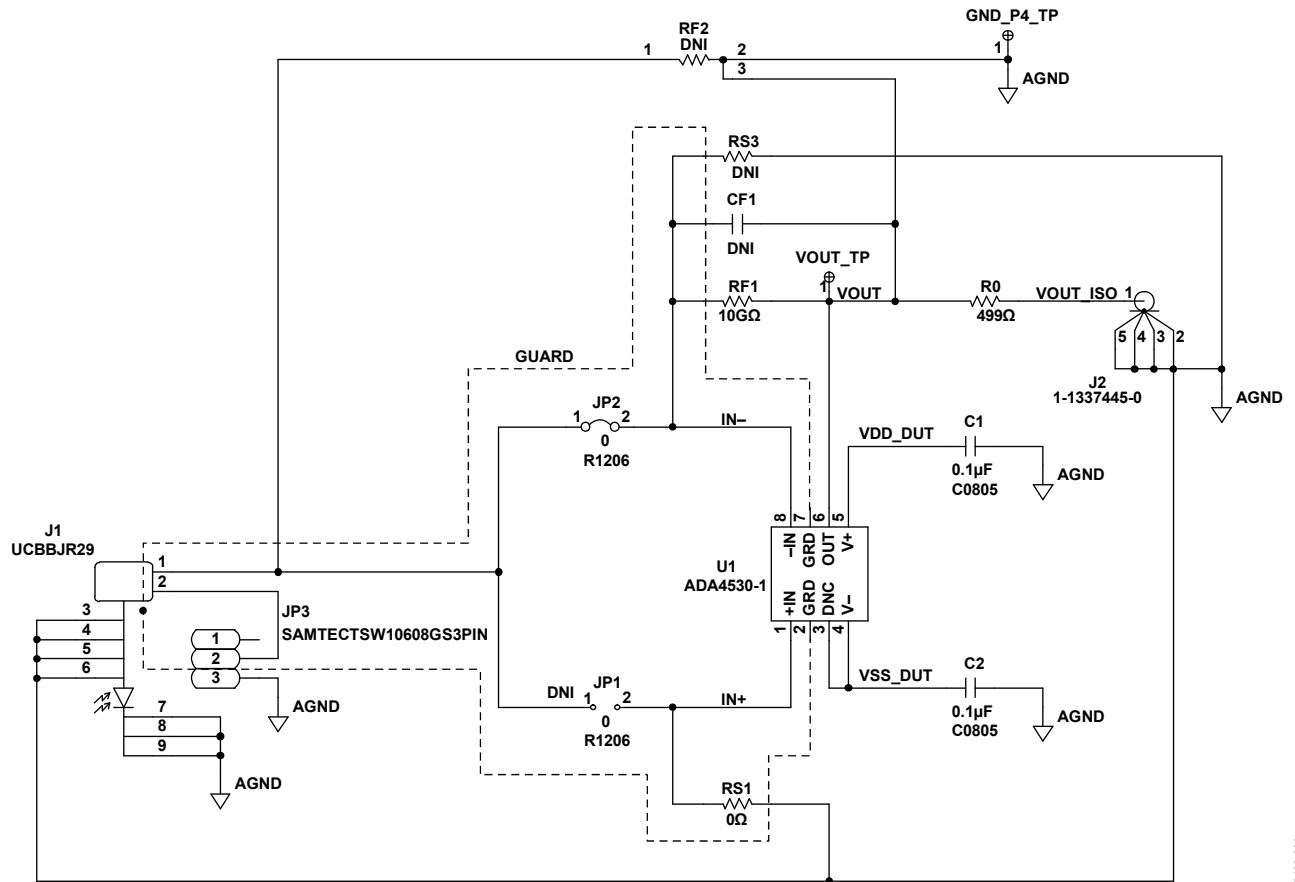 GND_P4_TP
RF2
DNI
1
2
1
3
AGND
RS3
DNI
CF1
DNI
VOUT_TP
1
VOUT
RF1
10GΩ
R0
499Ω
VOUT_ISO
1
5
4
3
2
J2
1-1337445-0
AGND
GUARD
JP2
1
2
0
R1206
IN–
VDD_DUT
C1
0.1µF
C0805
AGND
8
7
6
5
–IN
GRD
OUT
V+
U1
ADA4530-1
+IN
GRD
DNC
V–
1
2
3
4
J1
UCBBJR29
1
2
3
4
5
6
7
8
9
AGND
JP3
SAMTECTSW10608GS3PIN
1
2
3
AGND
DNI
JP1
1
2
0
R1206
IN+
VSS_DUT
C2
0.1µF
C0805
AGND
RS1
0Ω